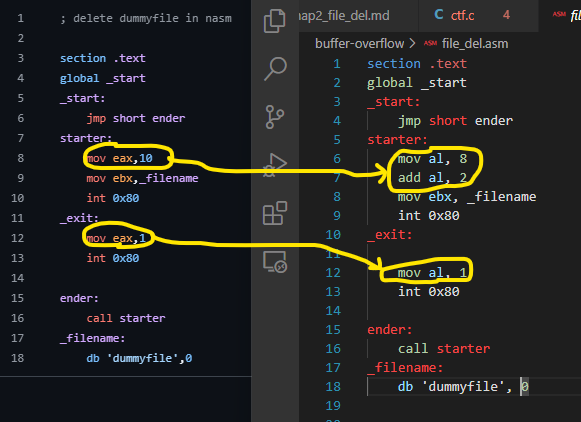 1 ; delete dummyfile in nasm
2
3 section .text
4 global _start
5 _start:
6 jmp short ender
7 starter:
8 mov eax,10
9 mov ebx,_filename
10 int 0x80
11 _exit:
12 mov eax,1
13 int 0x80
14
15 ender:
16 call starter
17 _filename:
18 db 'dummyfile',0
nap2_file_del.md C ctf.c 4 ASM fil
buffer-overflow > ASM file_del.asm
1 section .text
2 global _start
3 _start:
4 jmp short ender
5 starter:
6 mov al, 8
7 add al, 2
8 mov ebx, _filename
9 int 0x80
10 _exit:
11
12 mov al, 1
13 int 0x80
14
15 ender:
16 call starter
17 _filename:
18 db 'dummyfile', 0
19
20